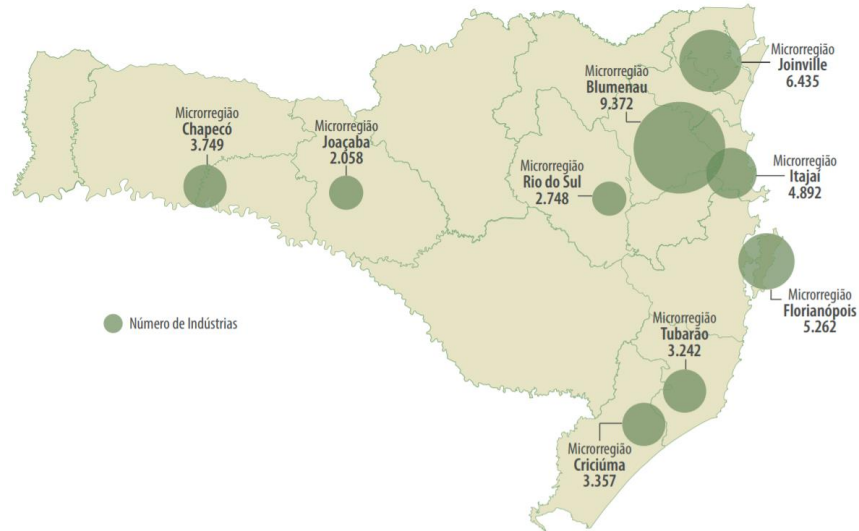 Microrregião
Joinville
6.435
Microrregião
Blumenau
9.372
Microrregião
Chapecó
3.749
Microrregião
Joaçaba
2.058
Microrregião
Rio do Sul
2.748
Microrregião
Itajaí
4.892
Microrregião
Florianópois
5.262
Número de Indústrias
Microrregião
Tubarão
3.242
Microrregião
Criciúma
3.357